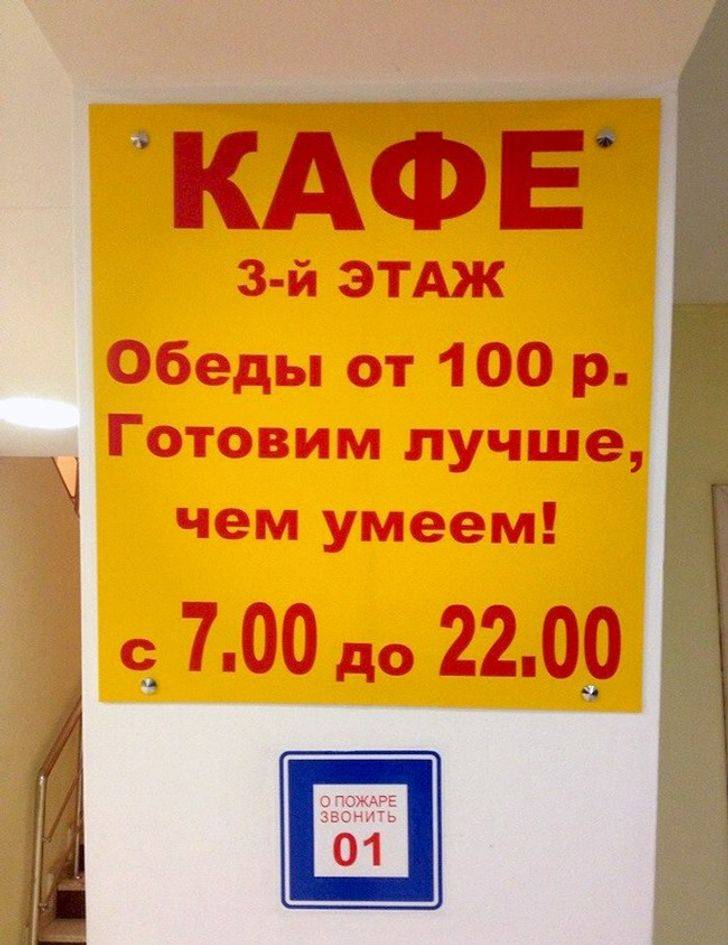 КАФЕ
3-й ЭТАЖ
Обеды от 100 р.
Готовим лучше,
чем умеем!
с 7.00 до 22.00
О ПОЖАРЕ
ЗВОНИТЬ
01